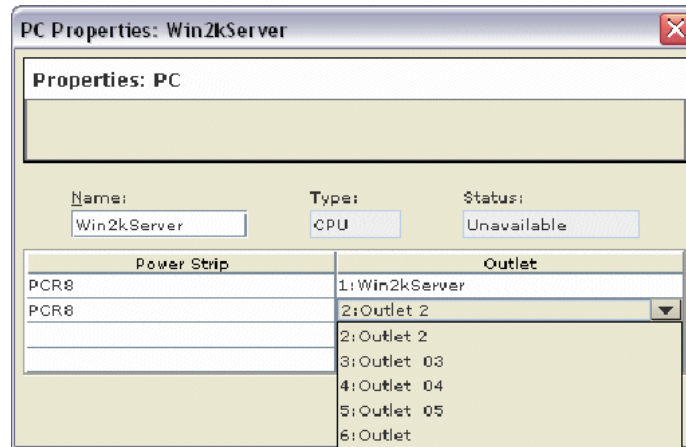 PC Properties: Win2kServer
Properties: PC
Name: Type: Status:
Win2kServer CPU Unavailable
Power Strip Outlet
PCR8 1:Win2kServer
PCR8 2:Outlet 2
2:Outlet 2
3:Outlet 03
4:Outlet 04
5:Outlet 05
6:Outlet